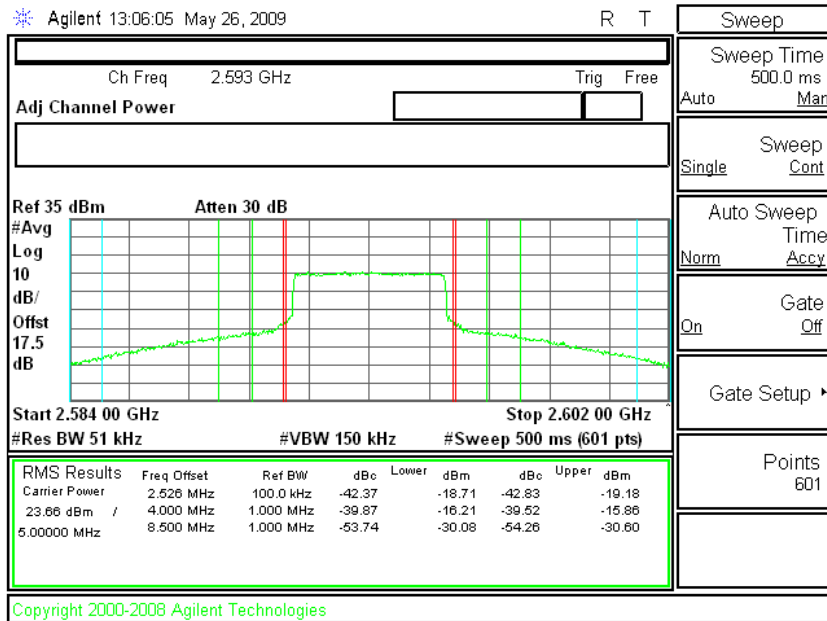 Agilent 13:06:05 May 26, 2009 R T
Ch Freq 2.593 GHz Trig Free
Adj Channel Power
Ref 35 dBm Atten 30 dB
#Avg
Log
10
dB/
Offst
17.5
dB
Start 2.584 00 GHz Stop 2.602 00 GHz
#Res BW 51 kHz #VBW 150 kHz #Sweep 500 ms (601 pts)
RMS Results Freq Offset Ref BW dBc Lower dBm dBc Upper dBm
Carrier Power 2.526 MHz 100.0 kHz -42.37 -18.71 -42.83 -19.18
23.66 dBm / 4.000 MHz 1.000 MHz -39.87 -16.21 -39.52 -15.86
5.00000 MHz 8.500 MHz 1.000 MHz -53.74 -30.08 -54.26 -30.60
Copyright 2000-2008 Agilent Technologies
Sweep
Sweep Time
500.0 ms
Auto Man
Sweep
Single Cont
Auto Sweep
Time
Norm Accy
Gate
On Off
Gate Setup
Points
601